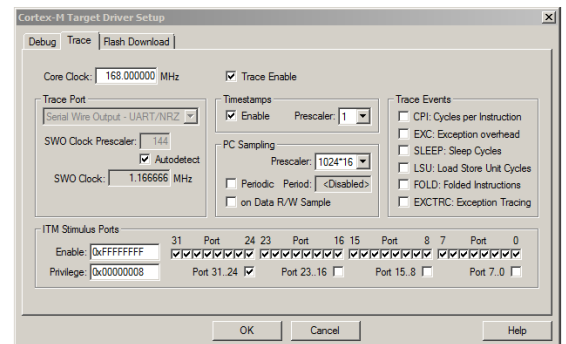 Cortex-M Target Driver Setup
Debug Trace Flash Download
Core Clock: 168.000000 MHz Trace Enable
Trace Port
Serial Wire Output - UART/NRZ
SWO Clock Prescaler: 144
Autodetect
SWO Clock: 1.166666 MHz
Timestamps
Enable Prescaler: 1
PC Sampling
Prescaler: 1024*16
Periodic Period: <Disabled>
on Data R/W Sample
Trace Events
CPI: Cycles per Instruction
EXC: Exception overhead
SLEEP: Sleep Cycles
LSU: Load Store Unit Cycles
FOLD: Folded Instructions
EXCTRC: Exception Tracing
ITM Stimulus Ports
31 Port 24 23 Port 16 15 Port 8 7 Port 0
Enable: 0xFFFFFFFF
Privilege: 0x00000008 Port 31..24 Port 23..16 Port 15..8 Port 7..0
OK Cancel Help